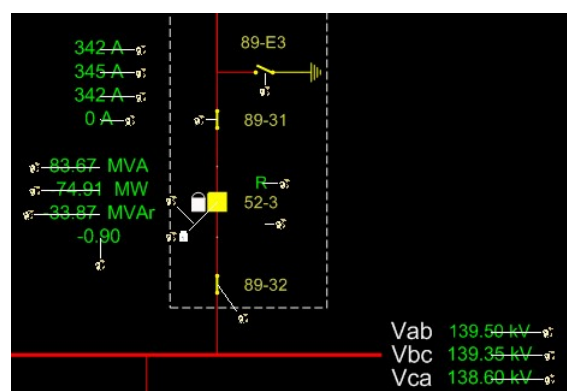 89-E3
342 A
345 A
342 A
0 A
89-31
83.67 MVA
74.91 MW
-33.87 MVAr
-0.90
R
52-3
89-32
Vab 139.50 kV
Vbc 139.35 kV
Vca 138.60 kV